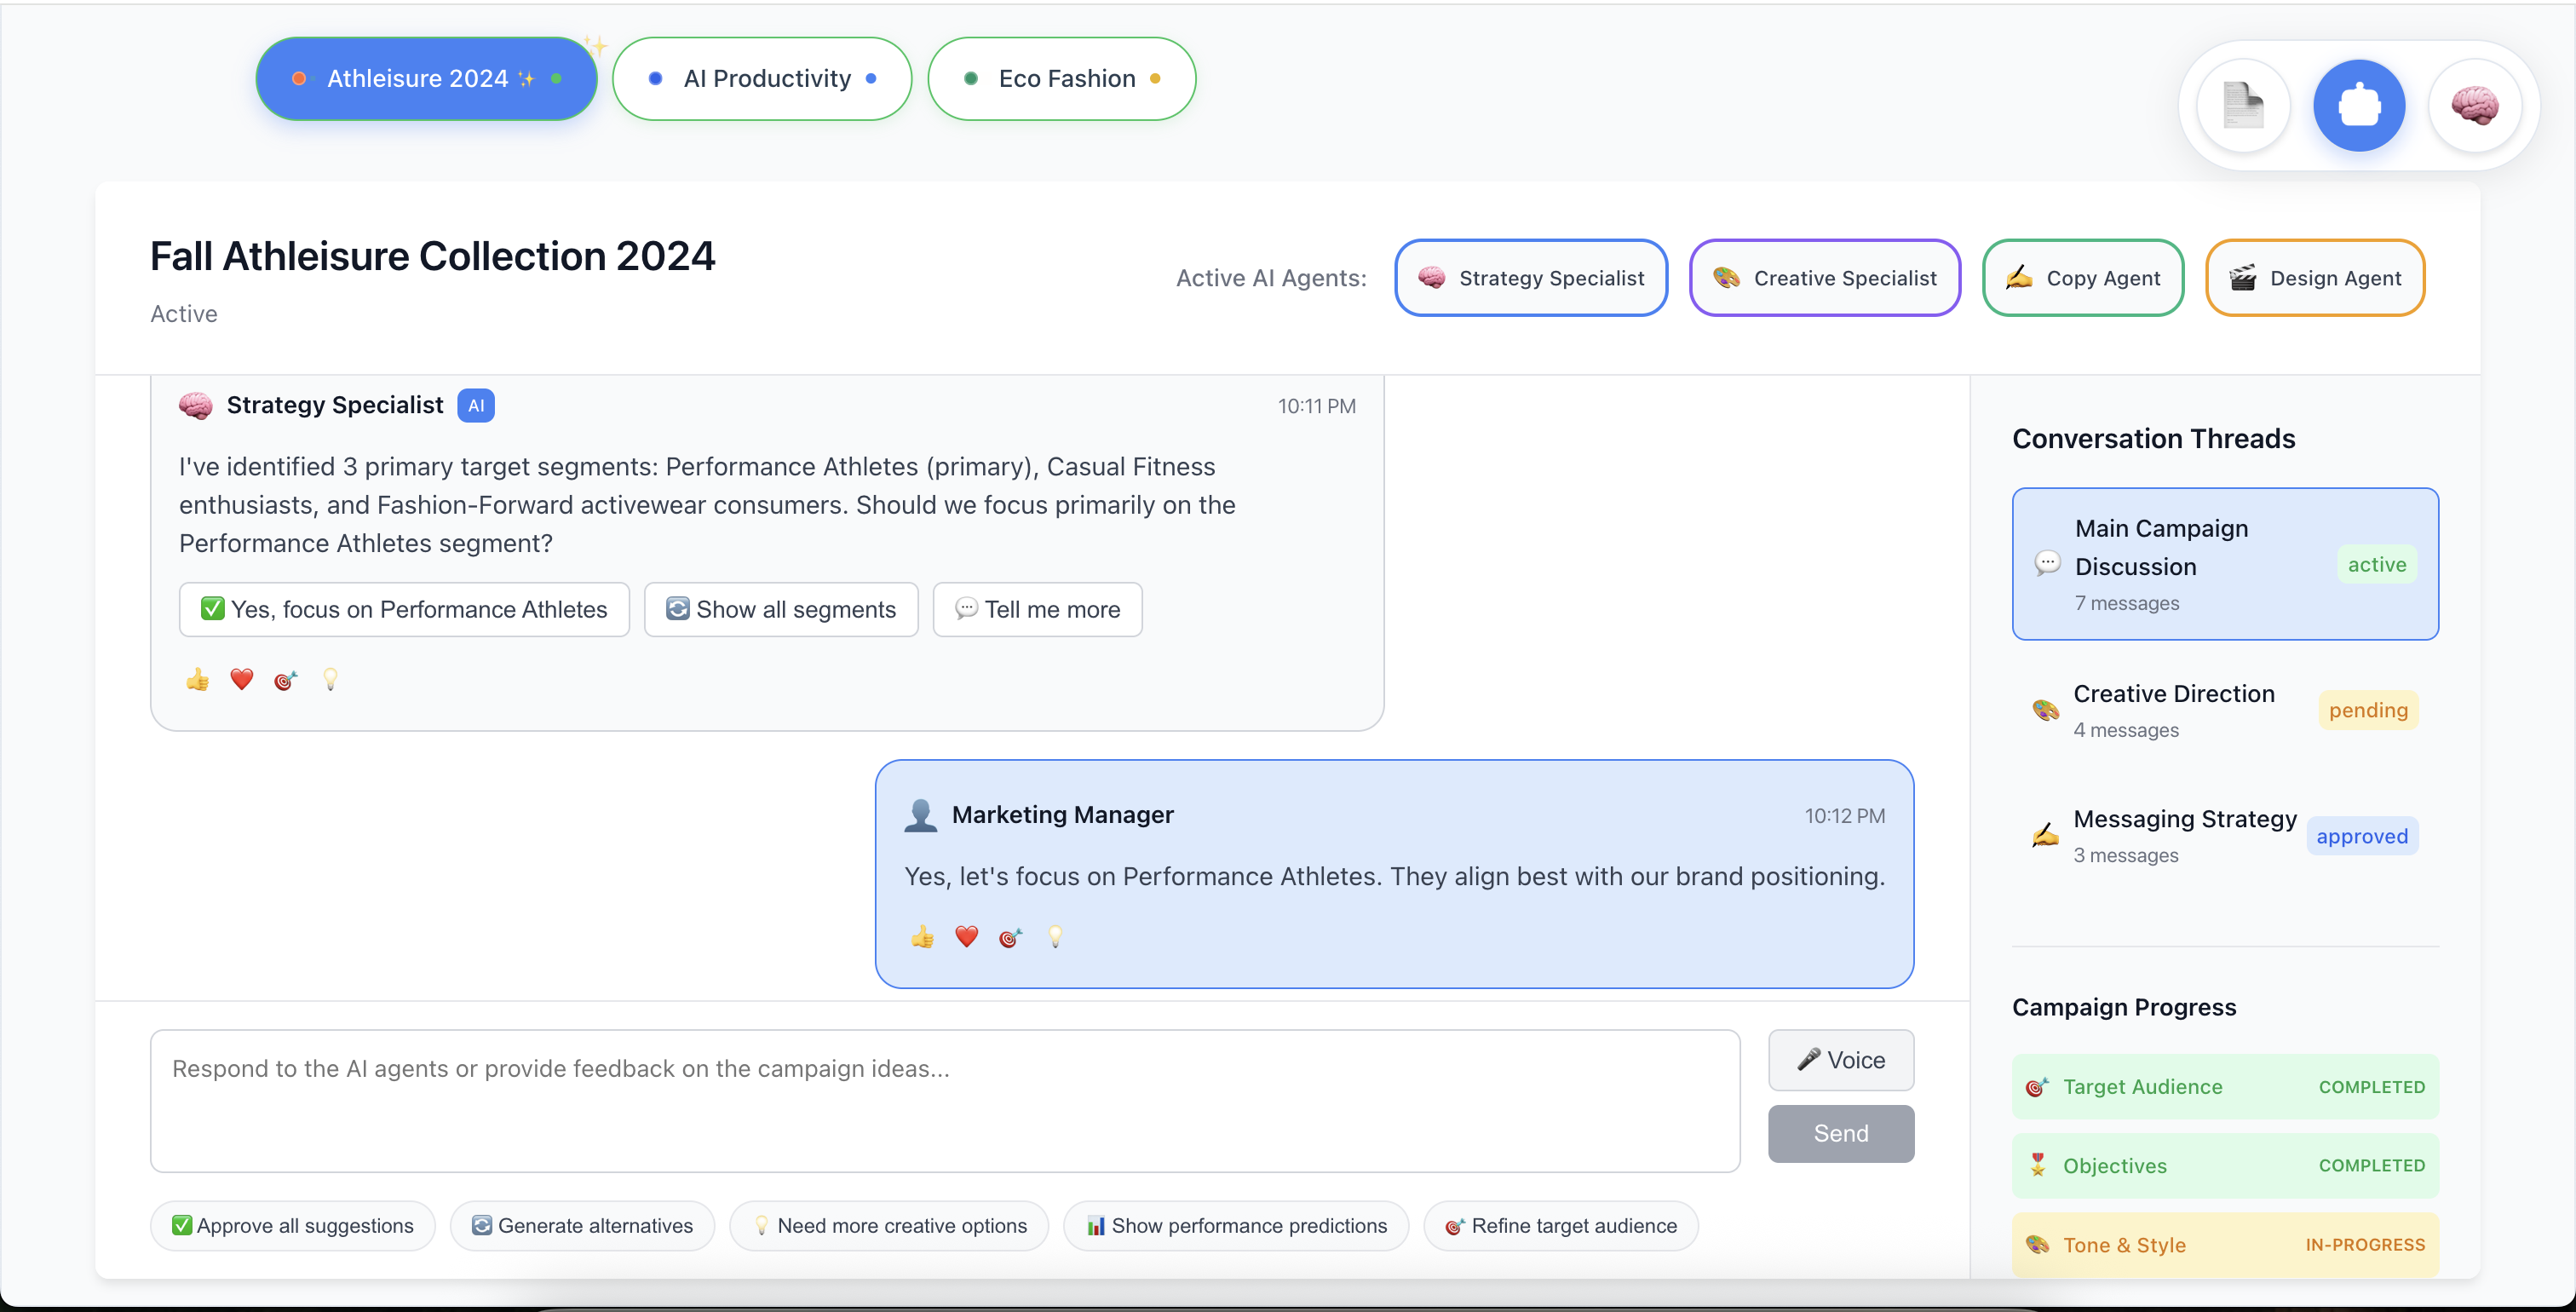 Athleisure 2024
AI Productivity
Eco Fashion
Fall Athleisure Collection 2024
Active
Active AI Agents:
Strategy Specialist
Creative Specialist
Copy Agent
Design Agent
Strategy Specialist AI 10:11 PM
I've identified 3 primary target segments: Performance Athletes (primary), Casual Fitness
enthusiasts, and Fashion-Forward activewear consumers. Should we focus primarily on the
Performance Athletes segment?
Yes, focus on Performance Athletes
Show all segments
Tell me more
Marketing Manager 10:12 PM
Yes, let's focus on Performance Athletes. They align best with our brand positioning.
Respond to the AI agents or provide feedback on the campaign ideas...
Voice
Send
Approve all suggestions
Generate alternatives
Need more creative options
Show performance predictions
Refine target audience
Conversation Threads
Main Campaign
Discussion
active
7 messages
Creative Direction
pending
4 messages
Messaging Strategy
approved
3 messages
Campaign Progress
Target Audience COMPLETED
Objectives COMPLETED
Tone & Style IN-PROGRESS